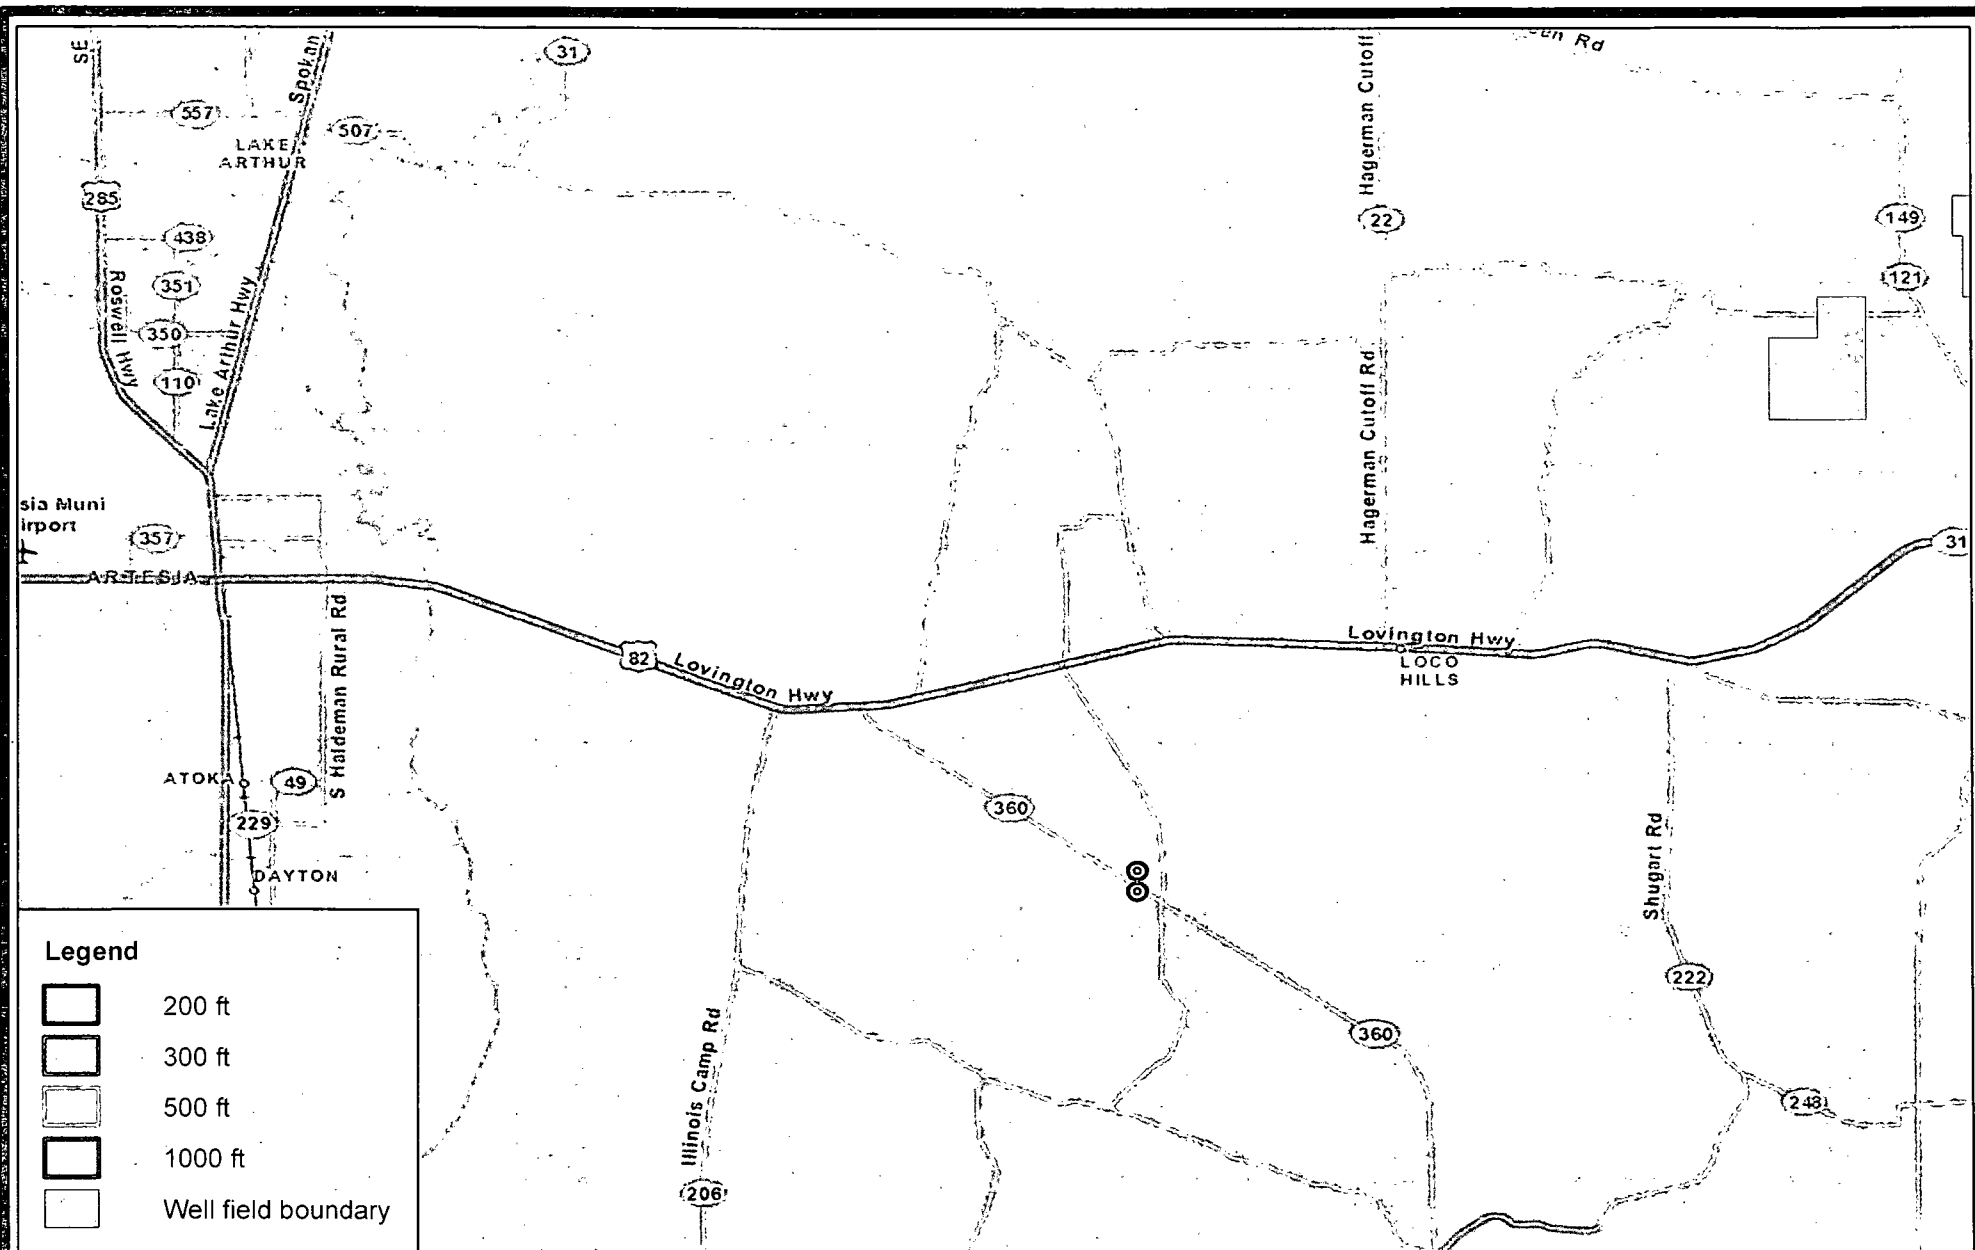 SE
Spokan
31
Hagerman Cutoff
Rd
557
507
LAKE
ARTHUR
285
22
149
438
121
351
Roswell Hwy
Lake Arthur Hwy
350
110
Hagerman Cutoff Rd
sia Muni
irport
357
31
ARTESIA
S Haldeman Rural Rd
82
Lovington Hwy
Lovington Hwy
LOCO
HILLS
ATOKA
49
360
229
Shugart Rd
DAYTON
Legend
200 ft
300 ft
500 ft
1000 ft
Well field boundary
222
360
Illinois Camp Rd
248
206